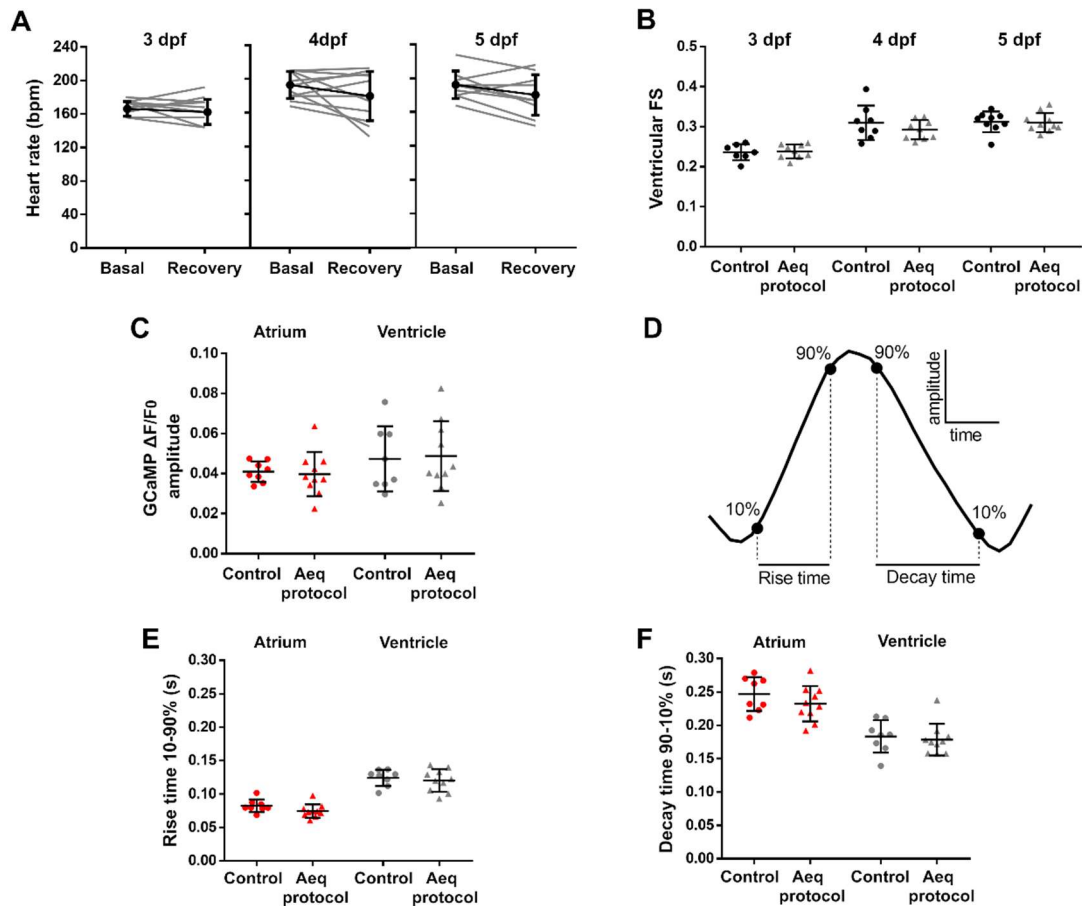 A
3 dpf
4dpf
5 dpf
Heart rate (bpm)
240
200
160
120
80
40
0
Basal Recovery Basal Recovery Basal Recovery
B
3 dpf
4 dpf
5 dpf
Ventricular FS
0.5
0.4
0.3
0.2
0.1
0.0
Control Aeq protocol Control Aeq protocol Control Aeq protocol
C
Atrium
Ventricle
GCaMP ΔF/F0
amplitude
0.10
0.08
0.06
0.04
0.02
0.00
Control Aeq protocol Control Aeq protocol
D
90%
90%
amplitude
time
10%
10%
Rise time
Decay time
E
Atrium
Ventricle
Rise time 10-90% (s)
0.30
0.25
0.20
0.15
0.10
0.05
0.00
Control Aeq protocol Control Aeq protocol
F
Atrium
Ventricle
Decay time 90-10% (s)
0.30
0.25
0.20
0.15
0.10
0.05
0.00
Control Aeq protocol Control Aeq protocol